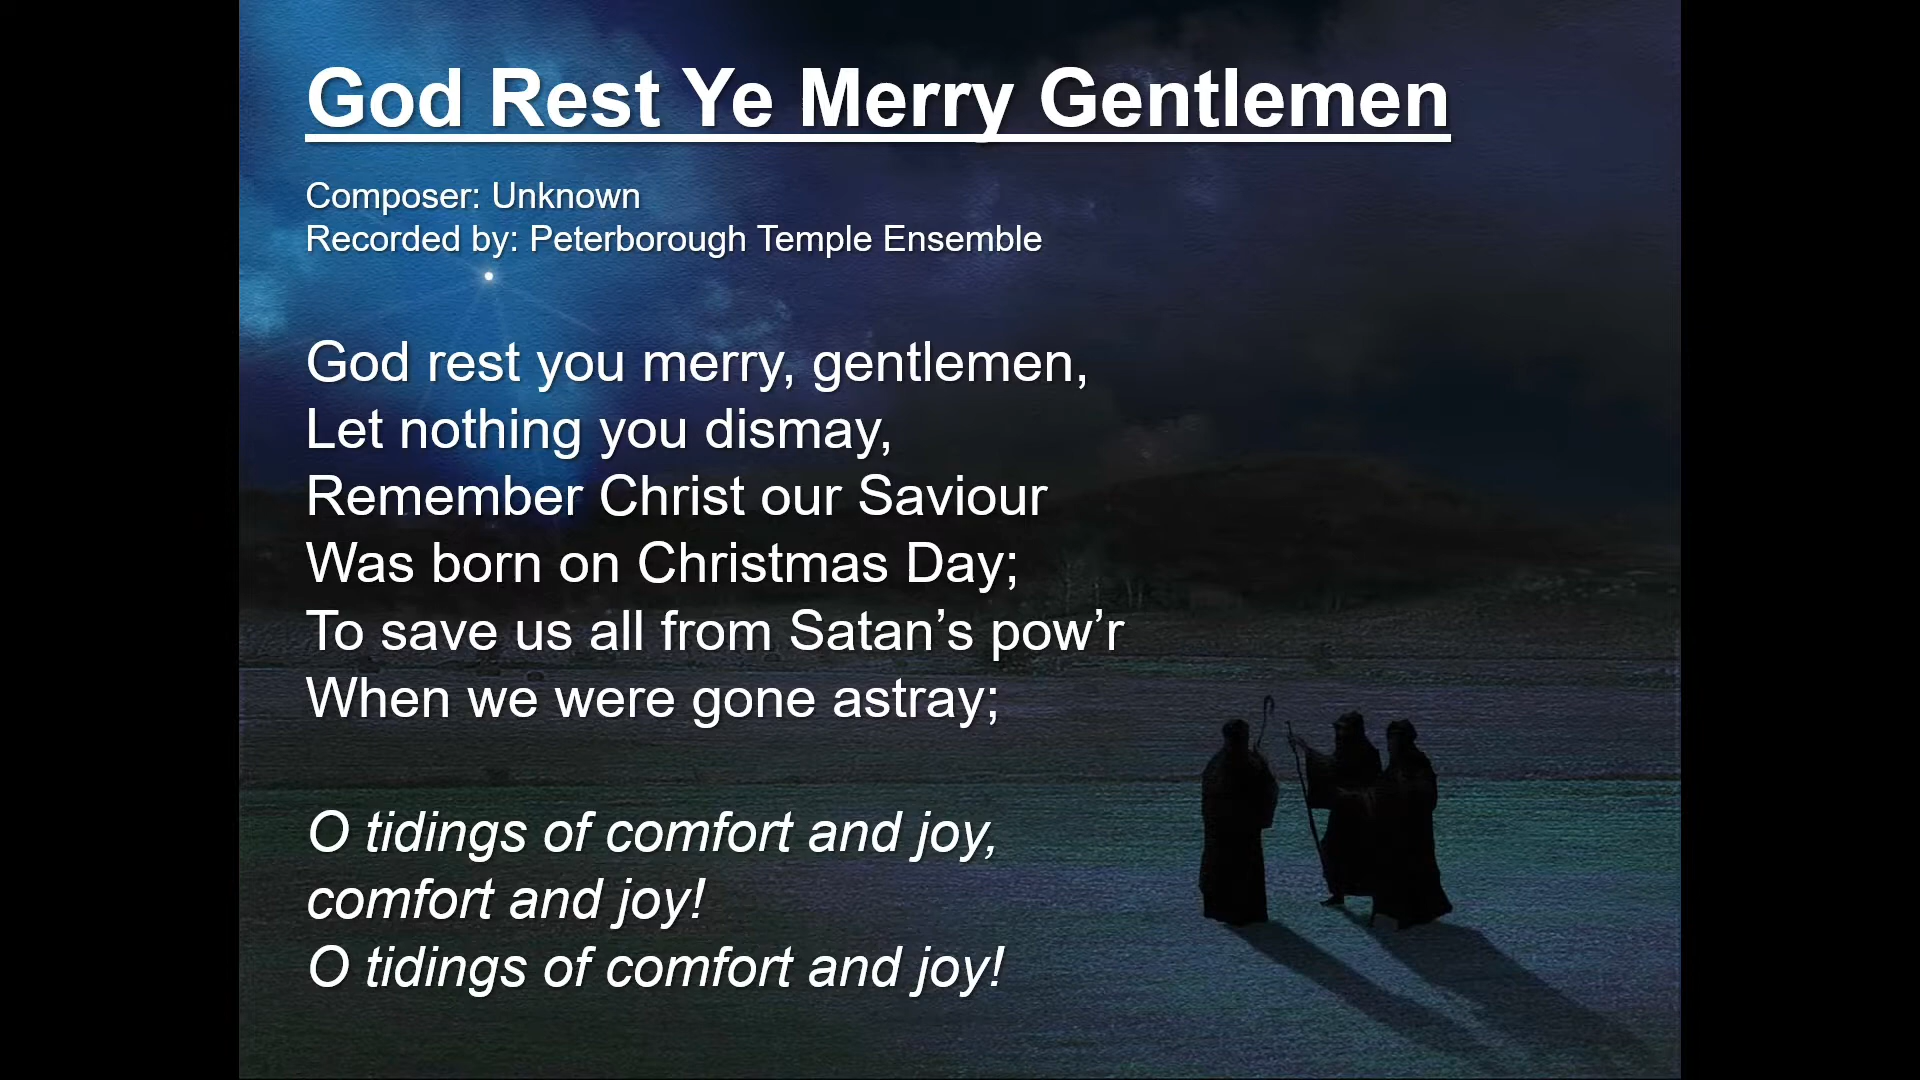 God Rest Ye Merry Gentlemen
Composer: Unknown
Recorded by: Peterborough Temple Ensemble
God rest you merry, gentlemen,
Let nothing you dismay,
Remember Christ our Saviour
Was born on Christmas Day;
To save us all from Satan’s pow’r
When we were gone astray;
O tidings of comfort and joy,
comfort and joy!
O tidings of comfort and joy!